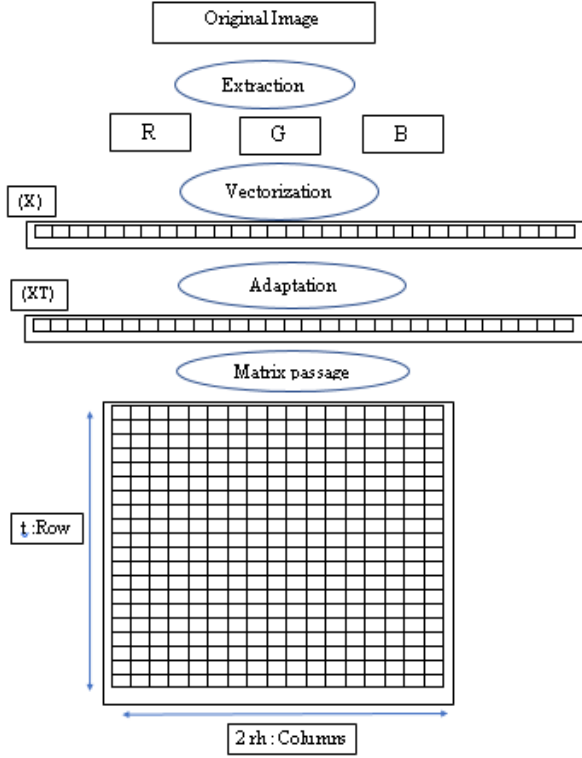 Original Image
Extraction
R G B
Vectorization
(X)
Adaptation
(XT)
Matrix passage
t :Row
2 rh : Columns